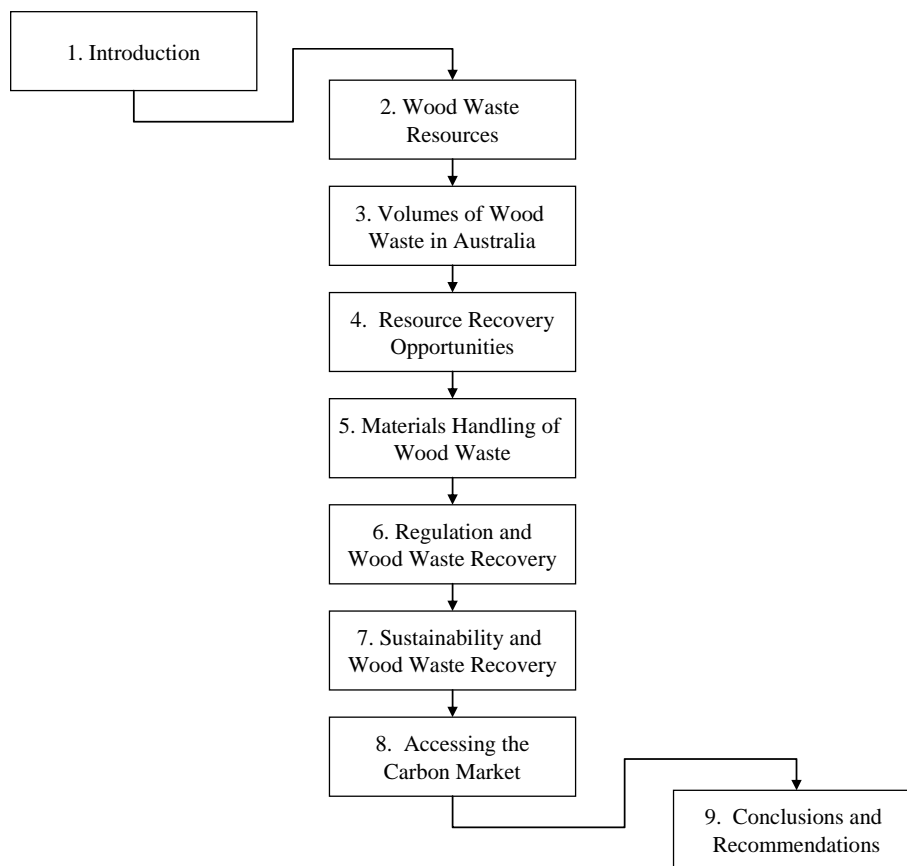 1. Introduction
2. Wood Waste
Resources
3. Volumes of Wood
Waste in Australia
4. Resource Recovery
Opportunities
5. Materials Handling of
Wood Waste
6. Regulation and
Wood Waste Recovery
7. Sustainability and
Wood Waste Recovery
8. Accessing the
Carbon Market
9. Conclusions and
Recommendations